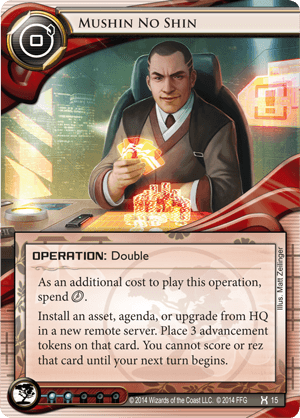 Mushin No Shin
0
OPERATION: Double
As an additional cost to play this operation,
spend
Install an asset, agenda, or upgrade from HQ
in a new remote server. Place 3 advancement
tokens on that card. You cannot score or rez
that card until your next turn begins.
Illus. Matt Zeilinger
© 2014 Wizards of the Coast LLC. © 2014 FFG
15